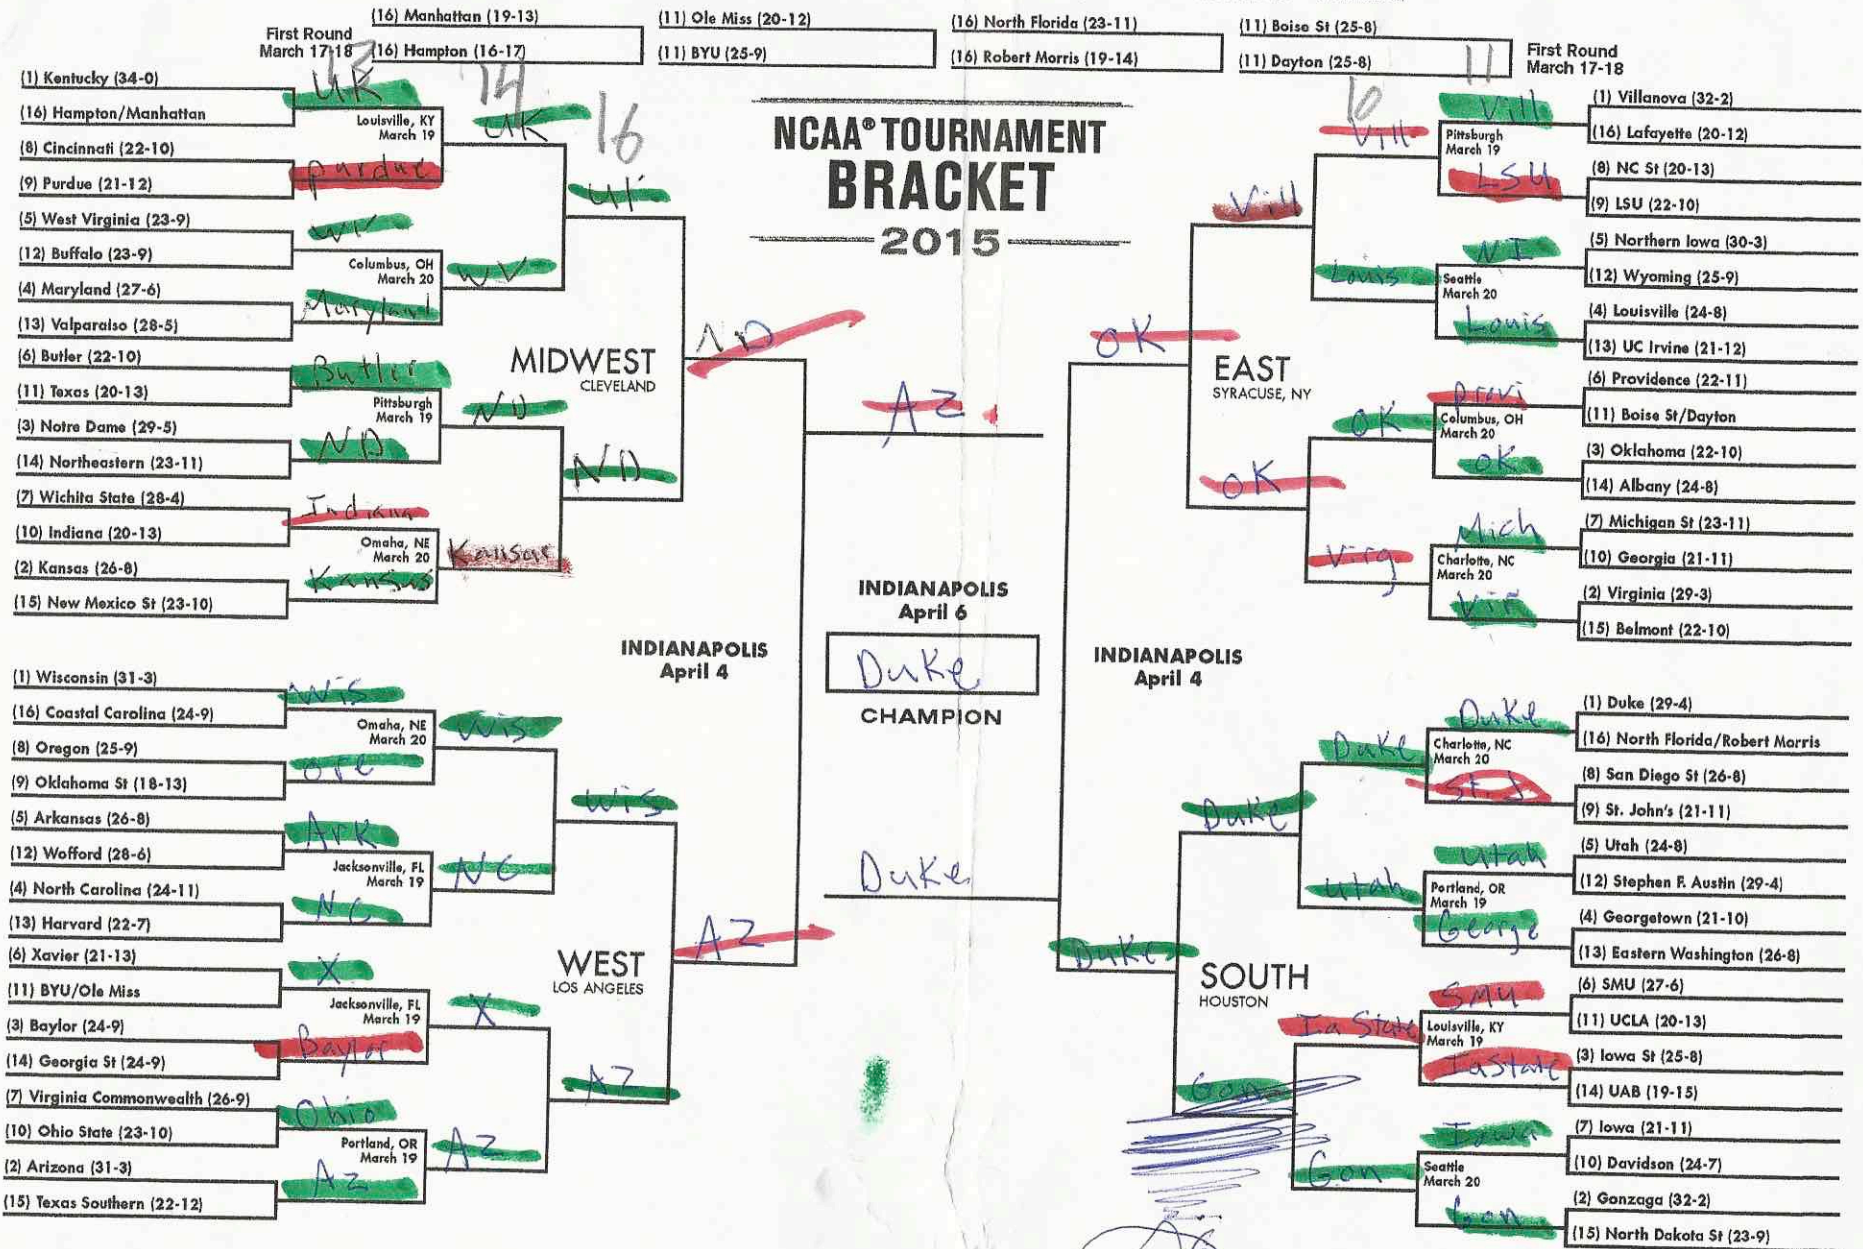 (16) Manhattan (19-13)
(16) Hampton (16-17)
(11) Ole Miss (20-12)
(11) BYU (25-9)
(16) North Florida (23-11)
(16) Robert Morris (19-14)
(11) Boise St (25-8)
(11) Dayton (25-8)
First Round
March 17-18
First Round
March 17-18
13
14
16
10
11
NCAA® TOURNAMENT
BRACKET
2015
(1) Kentucky (34-0)
(16) Hampton/Manhattan
(8) Cincinnati (22-10)
(9) Purdue (21-12)
(5) West Virginia (23-9)
(12) Buffalo (23-9)
(4) Maryland (27-6)
(13) Valparaiso (28-5)
(6) Butler (22-10)
(11) Texas (20-13)
(3) Notre Dame (29-5)
(14) Northeastern (23-11)
(7) Wichita State (28-4)
(10) Indiana (20-13)
(2) Kansas (26-8)
(15) New Mexico St (23-10)
UK
Louisville, KY
March 19
Purdue
WV
Columbus, OH
March 20
Maryland
Butler
Pittsburgh
March 19
ND
Indiana
Omaha, NE
March 20
Kansas
UK
WV
ND
Kansas
UK
ND
MIDWEST
CLEVELAND
ND
(1) Wisconsin (31-3)
(16) Coastal Carolina (24-9)
(8) Oregon (25-9)
(9) Oklahoma St (18-13)
(5) Arkansas (26-8)
(12) Wofford (28-6)
(4) North Carolina (24-11)
(13) Harvard (22-7)
(6) Xavier (21-13)
(11) BYU/Ole Miss
(3) Baylor (24-9)
(14) Georgia St (24-9)
(7) Virginia Commonwealth (26-9)
(10) Ohio State (23-10)
(2) Arizona (31-3)
(15) Texas Southern (22-12)
Wis
Omaha, NE
March 20
Ore
Ark
Jacksonville, FL
March 19
NC
X
Jacksonville, FL
March 19
Baylor
Ohio
Portland, OR
March 19
AZ
Wis
NC
X
AZ
Wis
AZ
WEST
LOS ANGELES
AZ
INDIANAPOLIS
April 4
AZ
INDIANAPOLIS
April 6
Duke
CHAMPION
Duke
INDIANAPOLIS
April 4
(1) Villanova (32-2)
(16) Lafayette (20-12)
(8) NC St (20-13)
(9) LSU (22-10)
(5) Northern Iowa (30-3)
(12) Wyoming (25-9)
(4) Louisville (24-8)
(13) UC Irvine (21-12)
(6) Providence (22-11)
(11) Boise St/Dayton
(3) Oklahoma (22-10)
(14) Albany (24-8)
(7) Michigan St (23-11)
(10) Georgia (21-11)
(2) Virginia (29-3)
(15) Belmont (22-10)
Vill
Pittsburgh
March 19
LSU
NI
Seattle
March 20
Louis
Provi
Columbus, OH
March 20
OK
Mich
Charlotte, NC
March 20
Vir
Vill
Louis
OK
Virg
Vill
OK
EAST
SYRACUSE, NY
OK
(1) Duke (29-4)
(16) North Florida/Robert Morris
(8) San Diego St (26-8)
(9) St. John's (21-11)
(5) Utah (24-8)
(12) Stephen F. Austin (29-4)
(4) Georgetown (21-10)
(13) Eastern Washington (26-8)
(6) SMU (27-6)
(11) UCLA (20-13)
(3) Iowa St (25-8)
(14) UAB (19-15)
(7) Iowa (21-11)
(10) Davidson (24-7)
(2) Gonzaga (32-2)
(15) North Dakota St (23-9)
Duke
Charlotte, NC
March 20
St. J
Utah
Portland, OR
March 19
George
SMU
Louisville, KY
March 19
Ia State
Iowa
Seattle
March 20
Gon
Duke
Utah
Ia State
Gon
Duke
Gon
SOUTH
HOUSTON
Duke